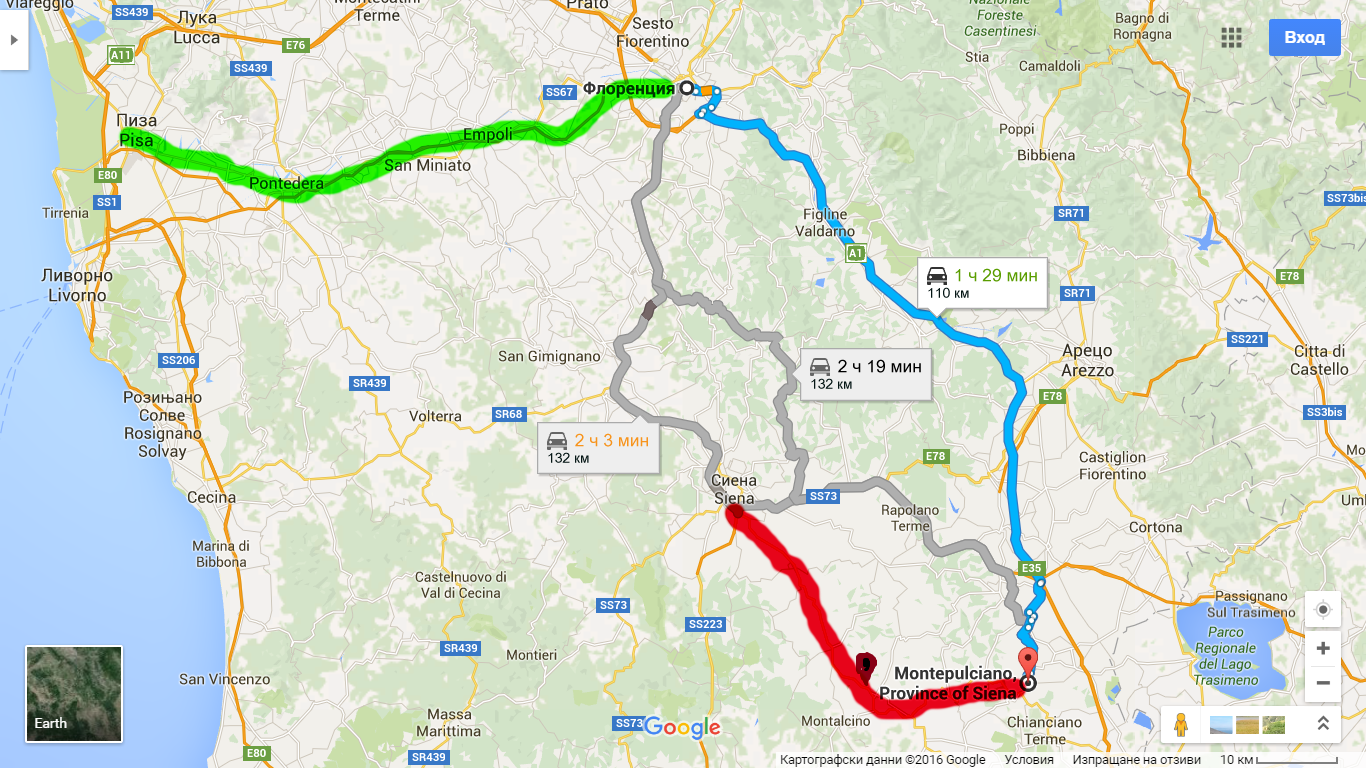 Viareggio
SS439
Лука
Lucca
Montecatini
Terme
Prato
E76
A11
SS439
Sesto
Fiorentino
Nazionale
Foreste
Casentinesi
Bagno di
Romagna
Stia
Camaldoli
Вход
SS67
Флоренция
Пиза
Pisa
Empoli
San Miniato
Pontedera
Poppi
Bibbiena
E80
SS1
Tirrenia
SR71
SS73bis
Figline
Valdarno
A1
Ливорно
Livorno
1 ч 29 мин
110 км
E78
SR71
SS206
San Gimignano
SR439
2 ч 19 мин
132 км
SS221
Арецо
Arezzo
Citta di
Castello
Розињано
Солве
Rosignano
Solvay
Volterra
SR68
E78
SS3bis
2 ч 3 мин
132 км
Castiglion
Fiorentino
E78
Сиена
Siena
SS73
Cecina
Rapolano
Terme
Cortona
Marina di
Bibbona
Castelnuovo di
Val di Cecina
E35
SS73
SS223
Passignano
Sul Trasimeno
Parco
Regionale
del Lago
Trasimeno
SR439
Montieri
San Vincenzo
Montepulciano,
Province of Siena
Earth
Massa
Marittima
SS73
Google
Montalcino
Chianciano
Terme
E80
SR439
Картографски данни ©2016 Google
Условия
Изпращане на отзиви
10 км